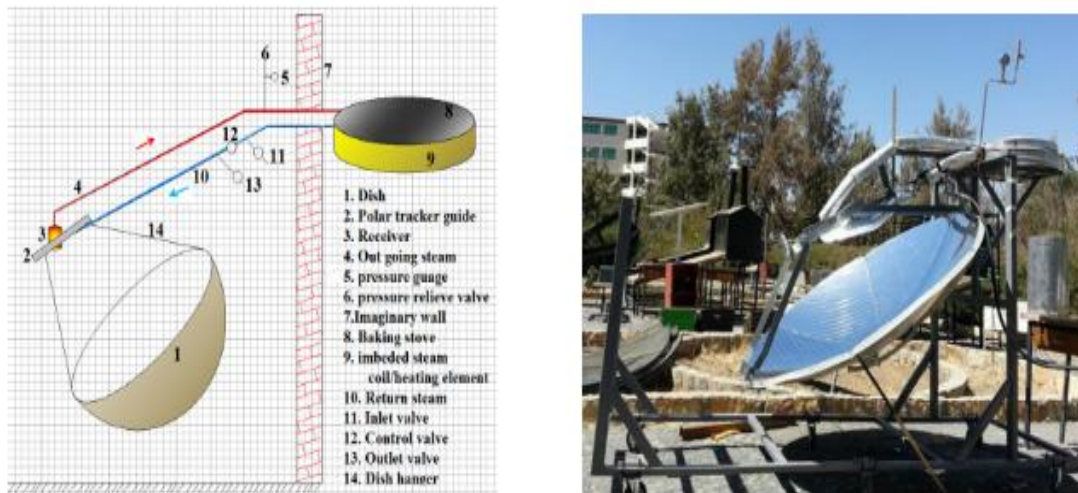 6
7
5
8
12
11
9
10
13
4
3
2
14
1
1. Dish
2. Polar tracker guide
3. Receiver
4. Out going steam
5. pressure guage
6. pressure relieve valve
7.Imaginary wall
8. Baking stove
9. imbeded steam
coil/heating element
10. Return steam
11. Inlet valve
12. Control valve
13. Outlet valve
14. Dish hanger